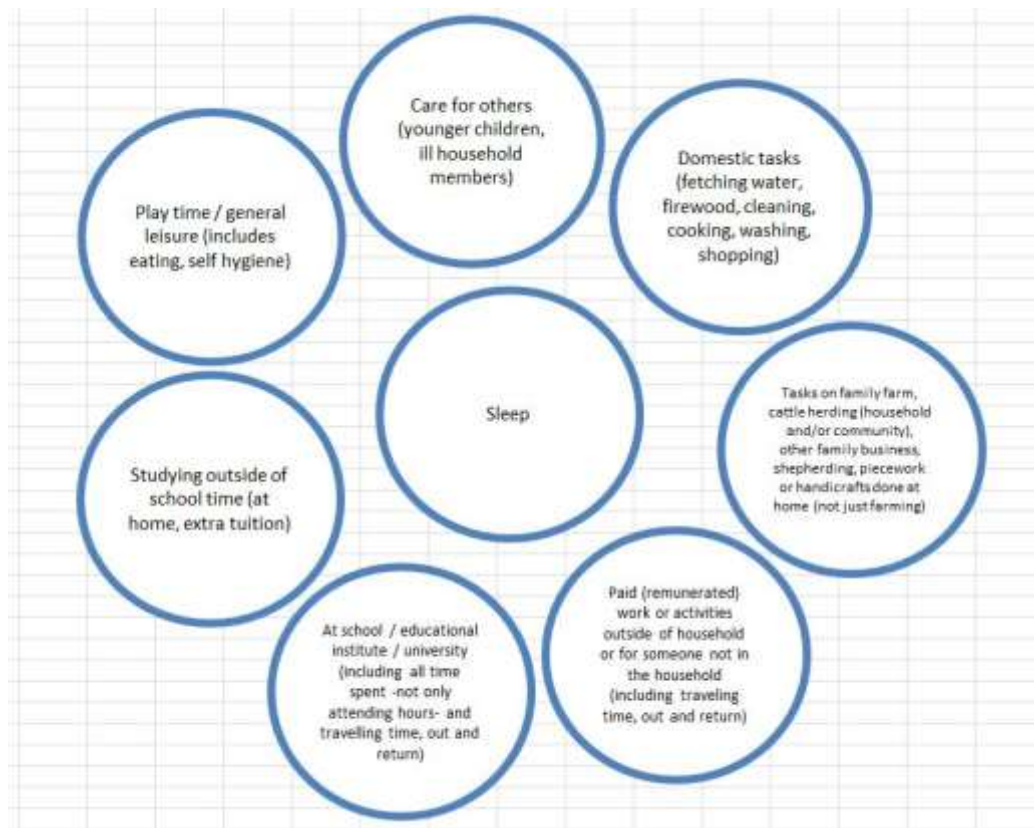 Care for others
(younger children,
ill household
members)
Domestic tasks
(fetching water,
firewood, cleaning,
cooking, washing,
shopping)
Play time / general
leisure (includes
eating, self hygiene)
Sleep
Tasks on family farm,
cattle herding (household
and/or community),
other family business,
shepherding, piecework
or handicrafts done at
home (not just farming)
Studying outside of
school time (at
home, extra tuition)
Paid (remunerated)
work or activities
outside of household
or for someone not in
the household
(including traveling
time, out and return)
At school / educational
institute / university
(including all time
spent -not only
attending hours- and
travelling time, out and
return)